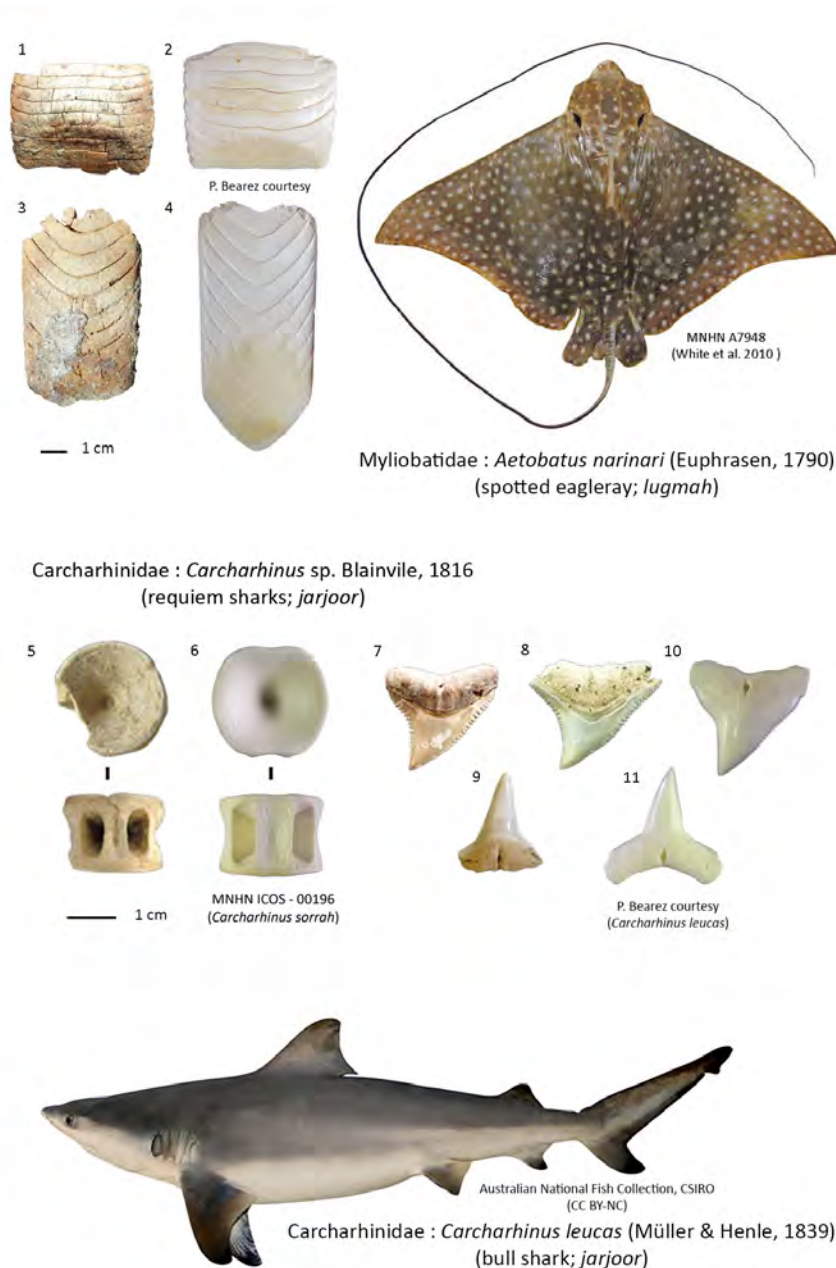 1
2
P. Bearez courtesy
3
4
MNHN A7948
(White et al. 2010 )
1 cm
Myliobatidae : Aetobatus narinari (Euphrasen, 1790)
(spotted eagleray; lugmah)
Carcharhinidae : Carcharhinus sp. Blainvile, 1816
(requiem sharks; jarjoor)
5
6
7
8
10
9
11
MNHN ICOS - 00196
(Carcharhinus sorrah)
1 cm
P. Bearez courtesy
(Carcharhinus leucas)
Australian National Fish Collection, CSIRO
(CC BY-NC)
Carcharhinidae : Carcharhinus leucas (Müller & Henle, 1839)
(bull shark; jarjoor)